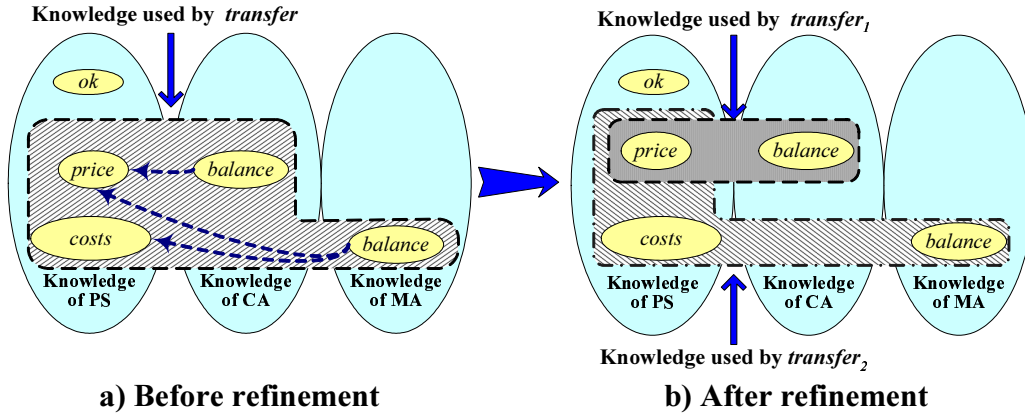 Knowledge used by transfer
ok
price
balance
costs
balance
Knowledge
of PS
Knowledge
of CA
Knowledge
of MA
a) Before refinement
Knowledge used by transfer₁
ok
price
balance
costs
balance
Knowledge
of PS
Knowledge
of CA
Knowledge
of MA
Knowledge used by transfer₂
b) After refinement